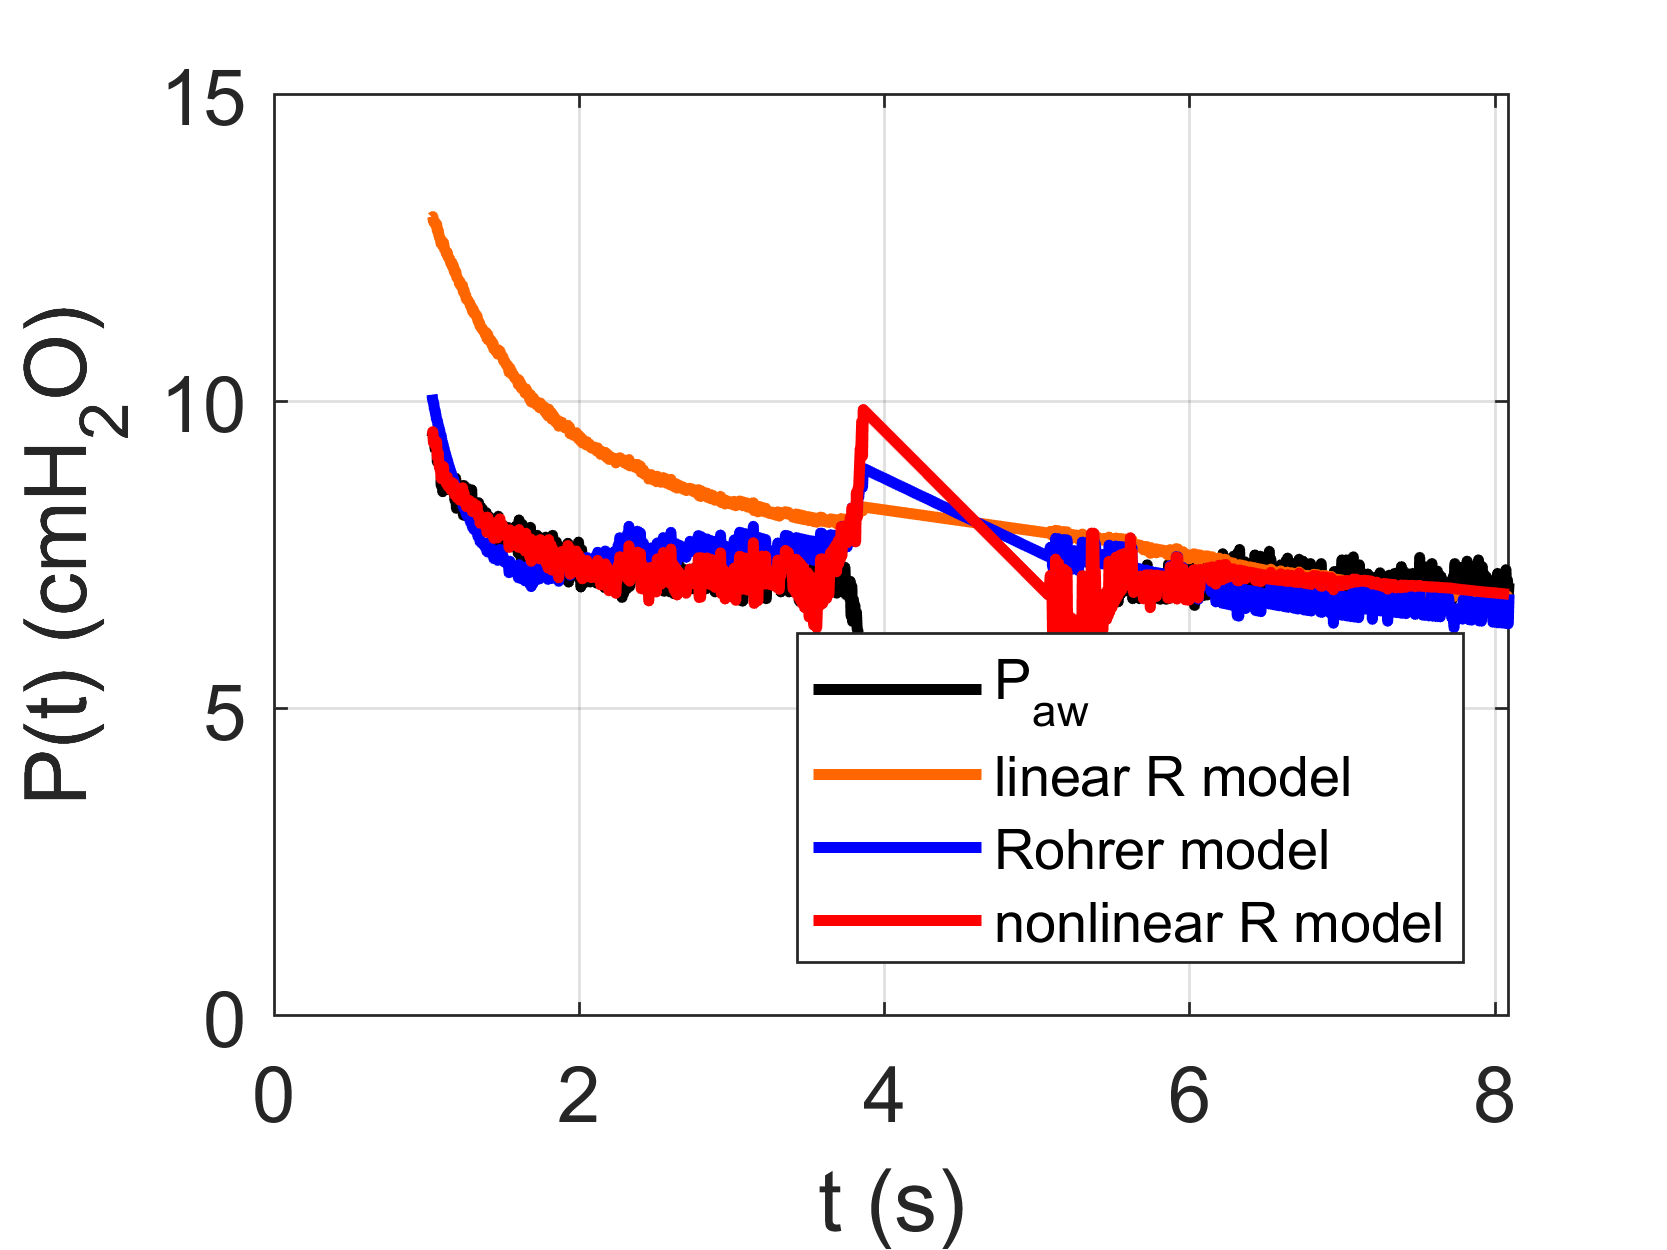 15
10
5
0
P(t) (cmH2O)
Paw
linear R model
Rohrer model
nonlinear R model
0 2 4 6 8
t (s)